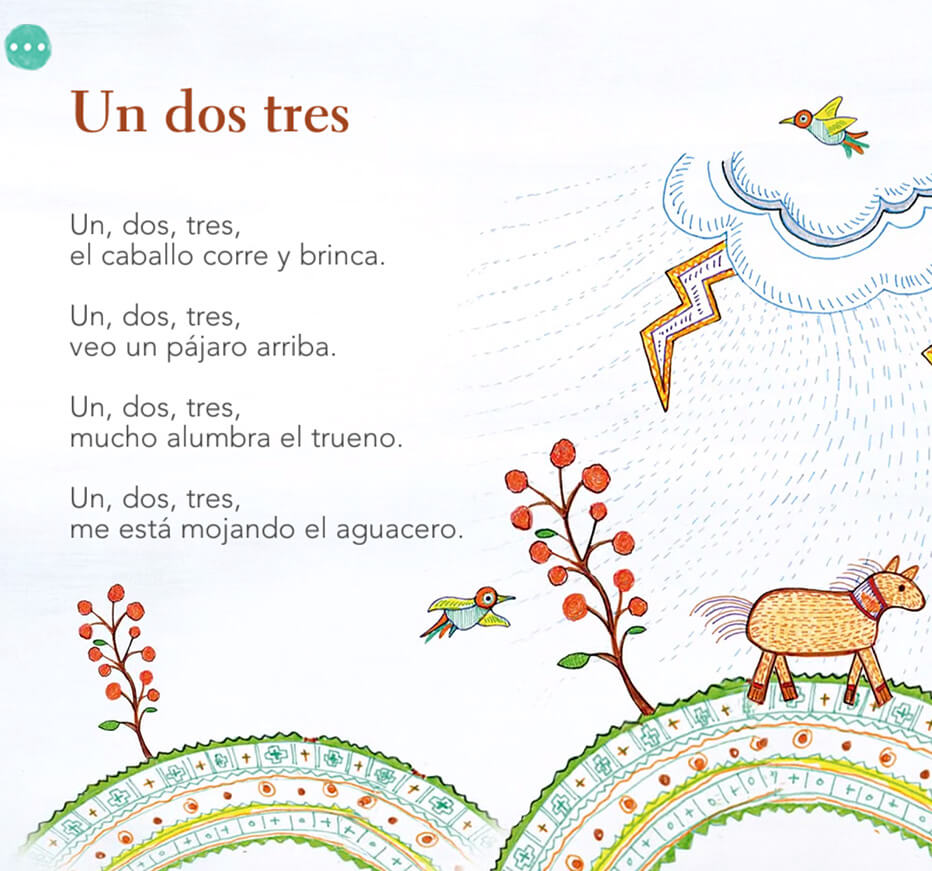 Un dos tres
Un, dos, tres,
el caballo corre y brinca.
Un, dos, tres,
veo un pájaro arriba.
Un, dos, tres,
mucho alumbra el trueno.
Un, dos, tres,
me está mojando el aguacero.